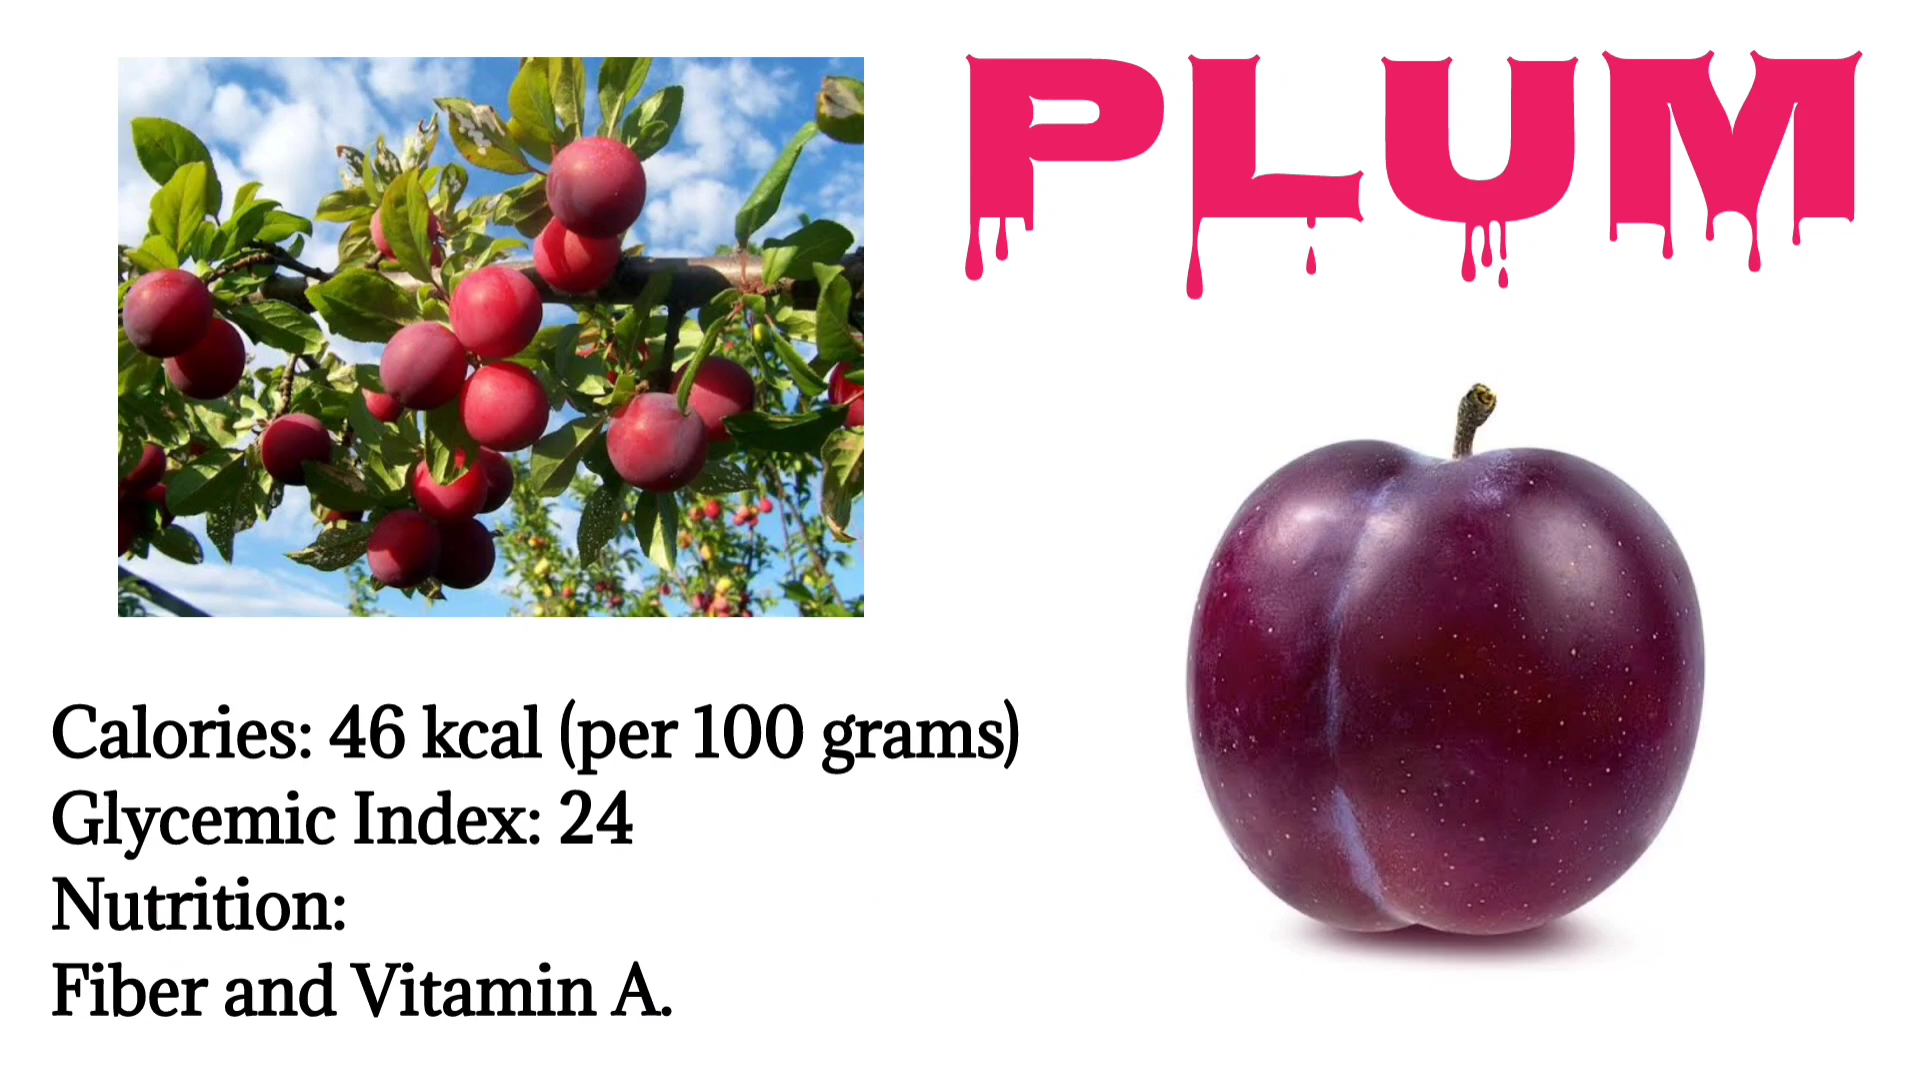 PLUM
Calories: 46 kcal (per 100 grams)
Glycemic Index: 24
Nutrition:
Fiber and Vitamin A.